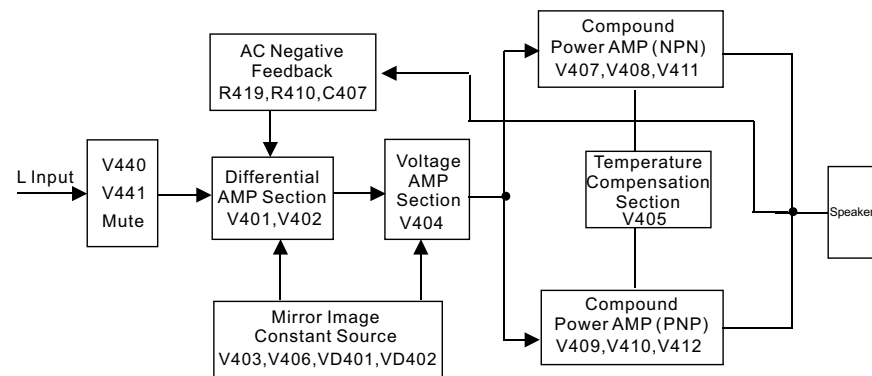 AC Negative
Feedback
R419,R410,C407
Compound
Power AMP (NPN)
V407,V408,V411
L Input
V440
V441
Mute
Differential
AMP Section
V401,V402
Voltage
AMP
Section
V404
Temperature
Compensation
Section
V405
Speaker
Mirror Image
Constant Source
V403,V406,VD401,VD402
Compound
Power AMP (PNP)
V409,V410,V412